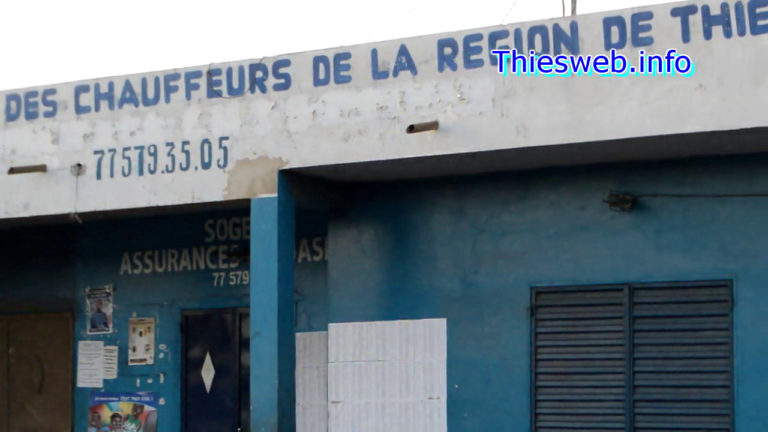 DES CHAUFFEURS DE LA REGION DE THIE
Thiesweb.info
77 579.35.05
SOGE
ASSURANCES
77 579